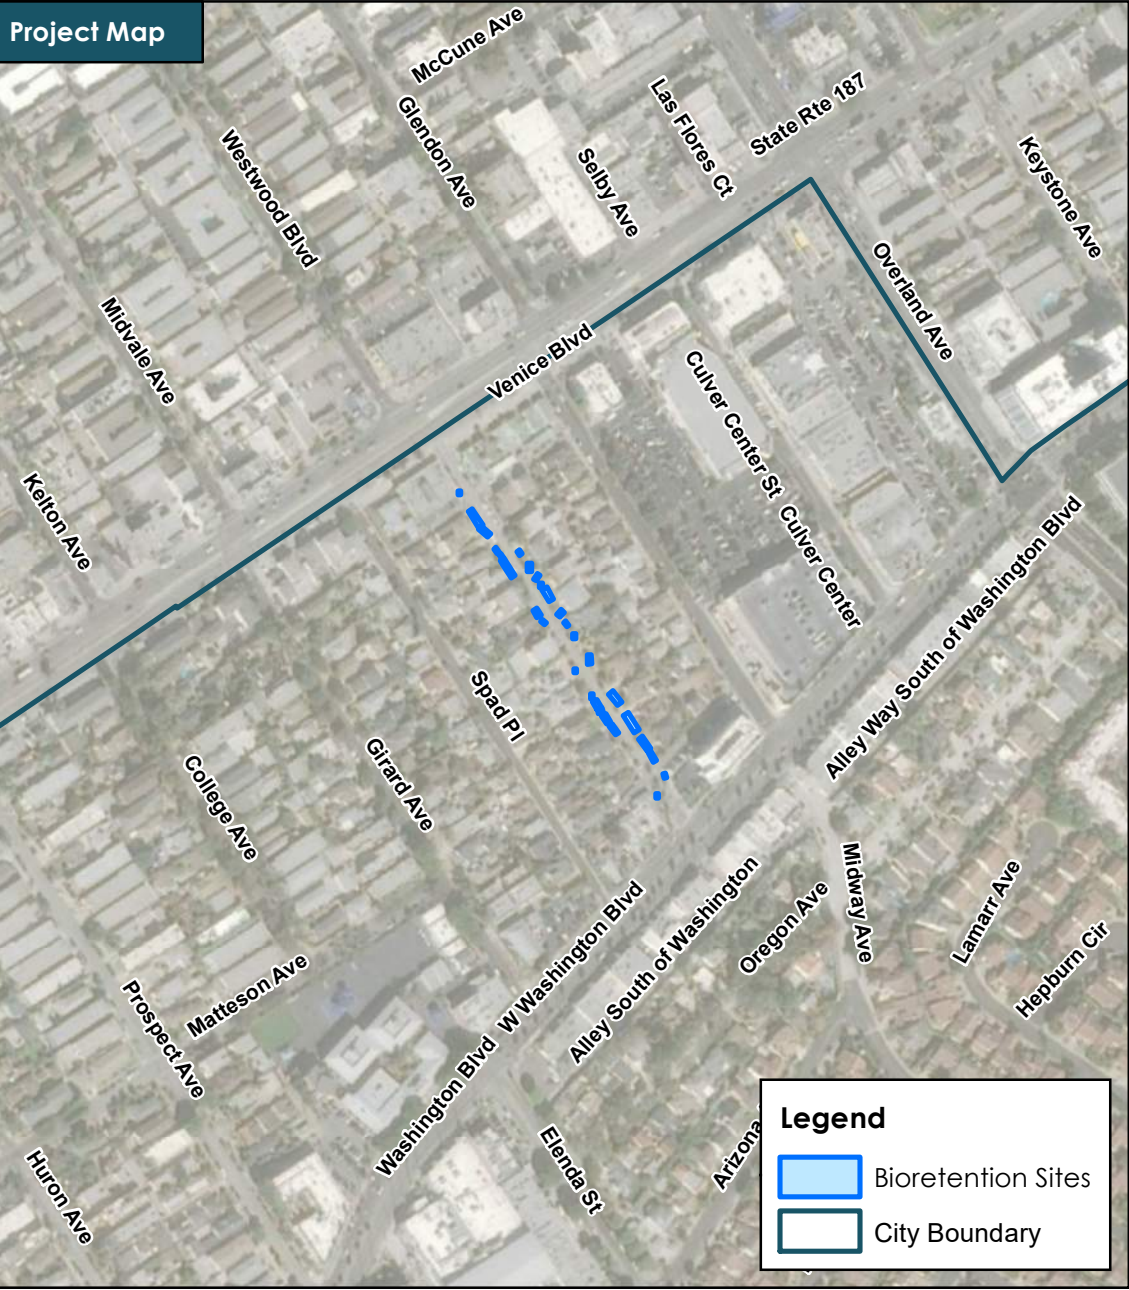 Project Map
McCune Ave
Glendon Ave
Las Flores Ct
State Rte 187
Westwood Blvd
Selby Ave
Keystone Ave
Overland Ave
Midvale Ave
Venice Blvd
Culver Center St
Kelton Ave
Culver Center
Alley Way South of Washington Blvd
Spad Pl
Girard Ave
College Ave
Midway Ave
Lamarr Ave
Oregon Ave
Hepburn Cir
W Washington Blvd
Alley South of Washington
Matteson Ave
Prospect Ave
Washington Blvd
Elenda St
Arizona
Huron Ave
Legend
Bioretention Sites
City Boundary